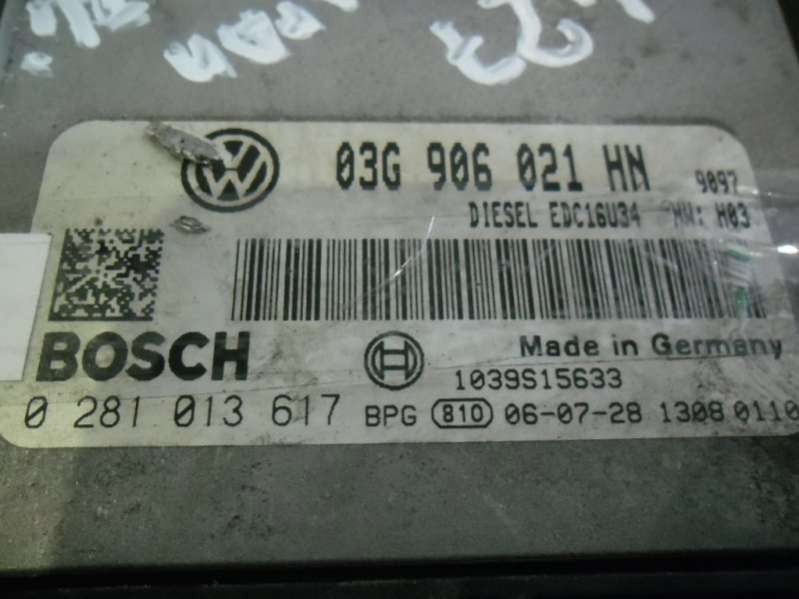 03G 906 021 HN 9097
DIESEL EDC16U34 HW: H03
BOSCH
Made in Germany
1039S15633
0 281 013 617 BPG 810 06-07-28 1308 0110